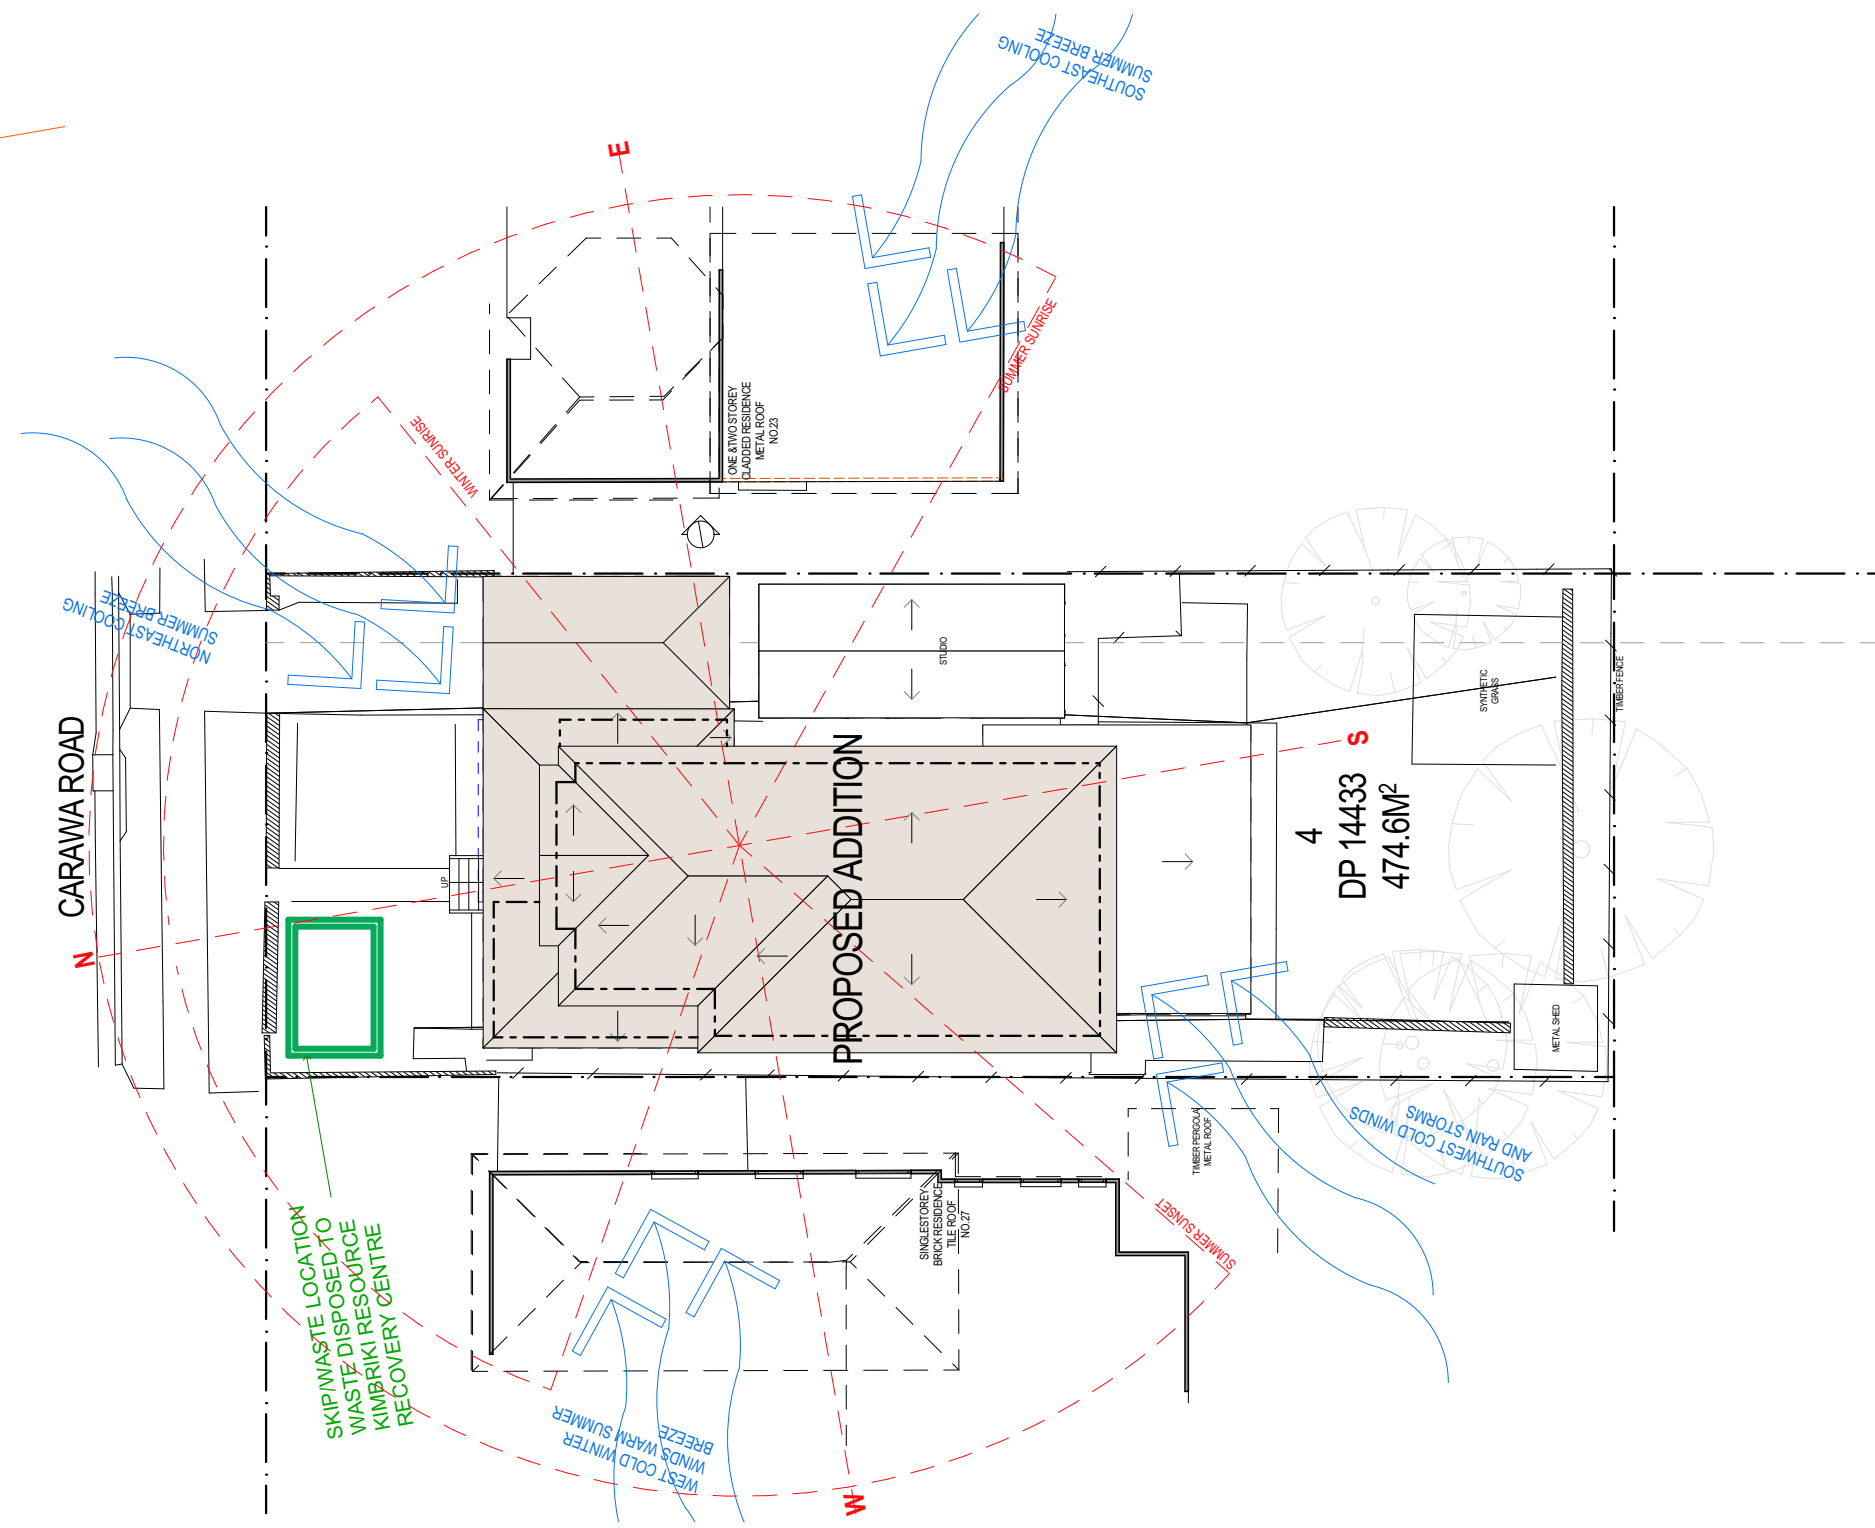 SOUTHEAST COOLING
SUMMER BREEZE
E
SUMMER SUNRISE
WINTER SUNRISE
ONE &TWO STOREY
CLADDED RESIDENCE
METAL ROOF
NO.23
NORTHEAST COOLING
SUMMER BREEZE
STUDIO
SYNTHETIC
GRASS
TIMBER FENCE
CARAWA ROAD
S
UP
PROPOSED ADDITION
4
DP 14433
474.6M²
N
METAL SHED
SOUTHWEST COLD WINDS
AND RAIN STORMS
TIMBER PERGOLA
METAL ROOF
SUMMER SUNSET
SINGLESTOREY
BRICK RESIDENCE
TILE ROOF
NO.27
SKIP/WASTE LOCATION
WASTE DISPOSED TO
KIMBRIKI RESOURCE
RECOVERY CENTRE
WEST COLD WINTER
WINDS WARM SUMMER
BREEZE
W